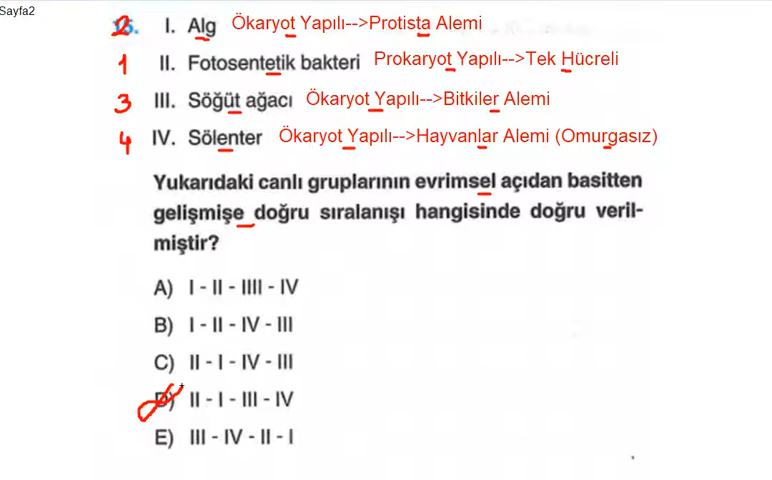 Sayfa2
2 15. I. Alg Ökaryot Yapılı-->Protista Alemi
1 II. Fotosentetik bakteri Prokaryot Yapılı-->Tek Hücreli
3 III. Söğüt ağacı Ökaryot Yapılı-->Bitkiler Alemi
4 IV. Sölenter Ökaryot Yapılı-->Hayvanlar Alemi (Omurgasız)
Yukarıdaki canlı gruplarının evrimsel açıdan basitten
gelişmişe doğru sıralanışı hangisinde doğru veril-
miştir?
A) I - II - IIII - IV
B) I - II - IV - III
C) II - I - IV - III
D) II - I - III - IV
E) III - IV - II - I